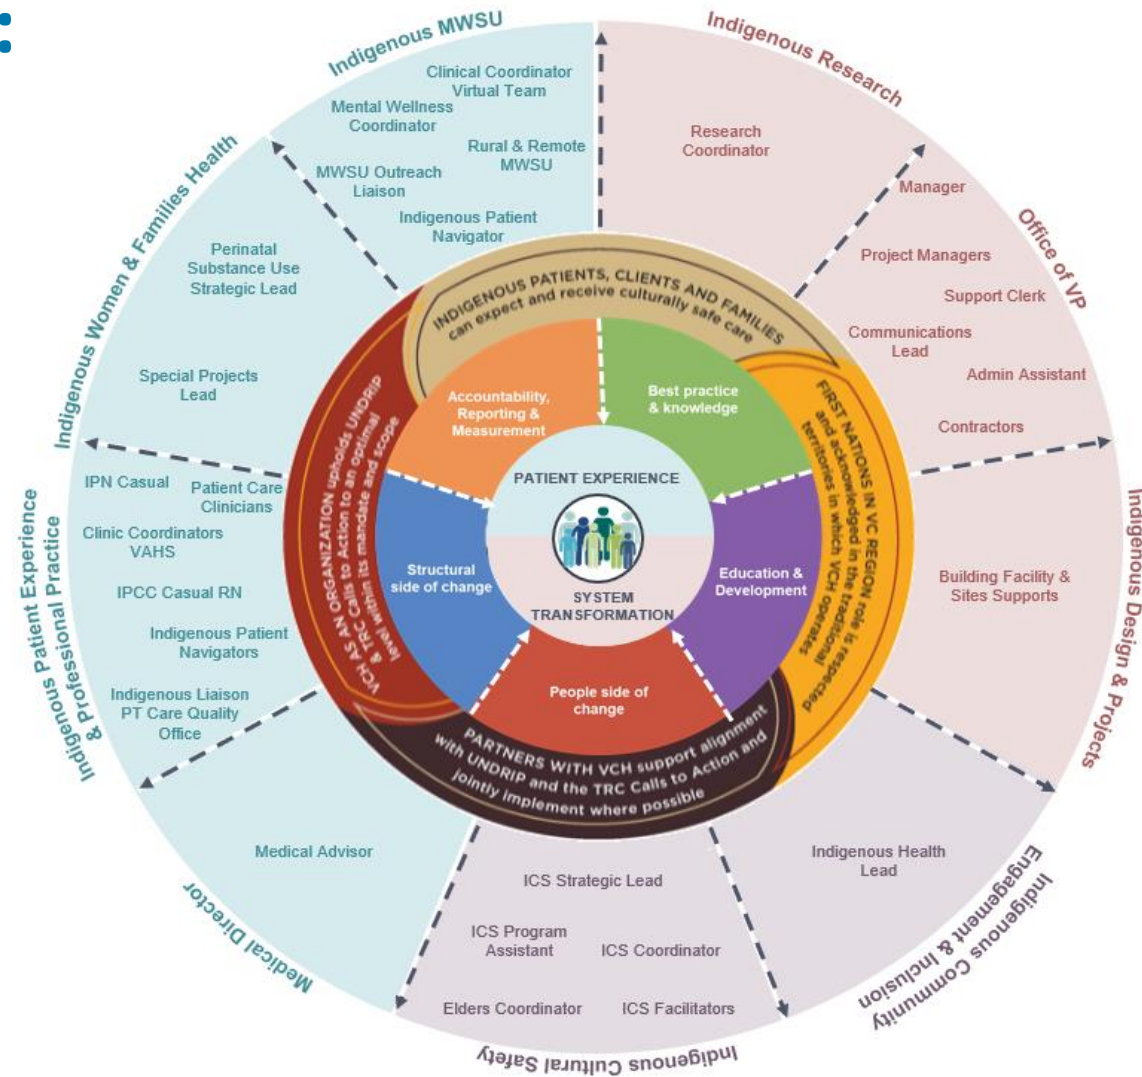 Indigenous MWSU
Clinical Coordinator
Virtual Team
Mental Wellness
Coordinator
Rural & Remote
MWSU
MWSU Outreach
Liaison
Indigenous Patient
Navigator
Indigenous Research
Research
Coordinator
Office of VP
Manager
Project Managers
Support Clerk
Communications
Lead
Admin Assistant
Contractors
Indigenous Design & Projects
Building Facility &
Sites Supports
Indigenous Community
Engagement & Inclusion
Indigenous Health
Lead
Indigenous Cultural Safety
ICS Strategic Lead
ICS Program
Assistant
ICS Coordinator
Elders Coordinator
ICS Facilitators
Medical Director
Medical Advisor
Indigenous Patient Experience
& Professional Practice
IPN Casual
Patient Care
Clinicians
Clinic Coordinators
VAHS
IPCC Casual RN
Indigenous Patient
Navigators
Indigenous Liaison
PT Care Quality
Office
Indigenous Women & Families Health
Perinatal
Substance Use
Strategic Lead
Special Projects
Lead
INDIGENOUS PATIENTS, CLIENTS AND FAMILIES
can expect and receive culturally safe care
FIRST NATIONS IN VC REGION role is respected
and acknowledged in the traditional
territories in which VCH operates
PARTNERS WITH VCH support alignment
with UNDRIP and the TRC Calls to Action and
jointly implement where possible
VCH AS AN ORGANIZATION upholds UNDRIP
& TRC Calls to Action to an optimal
level within its mandate and scope
Accountability,
Reporting &
Measurement
Best practice
& knowledge
Education &
Development
People side of
change
Structural
side of change
PATIENT EXPERIENCE
SYSTEM
TRANSFORMATION